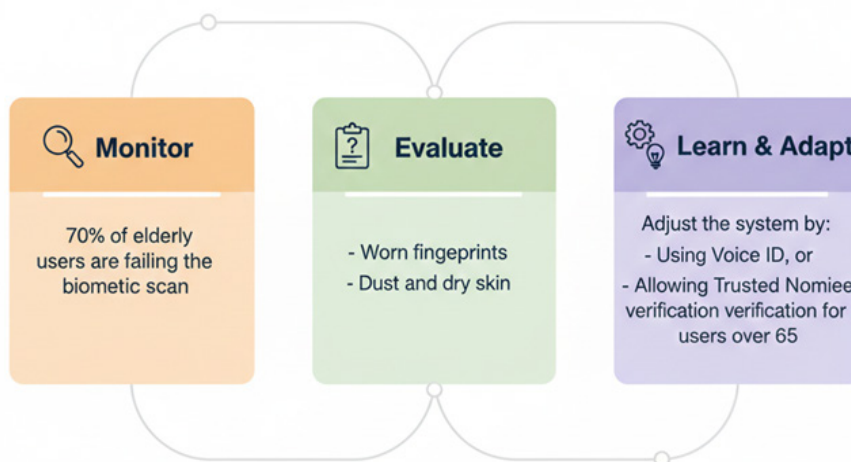 Monitor
70% of elderly
users are failing the
biometic scan
Evaluate
- Worn fingeprints
- Dust and dry skin
Learn & Adapt
Adjust the system by:
- Using Voice ID, or
- Allowing Trusted Nomiee
verification verification for
users over 65